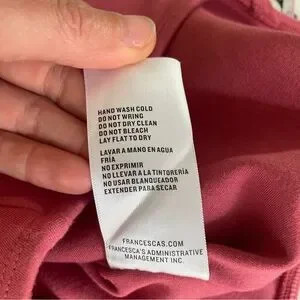 HAND WASH COLD
DO NOT WRING
DO NOT DRY CLEAN
DO NOT BLEACH
LAY FLAT TO DRY
LAVAR A MANO EN AGUA
FRÍA
NO EXPRIMIR
NO LLEVAR A LA TINTORERÍA
NO USAR BLANQUEADOR
EXTENDER PARA SECAR
FRANCESCAS.COM
FRANCESCA'S ADMINISTRATIVE
MANAGEMENT INC.